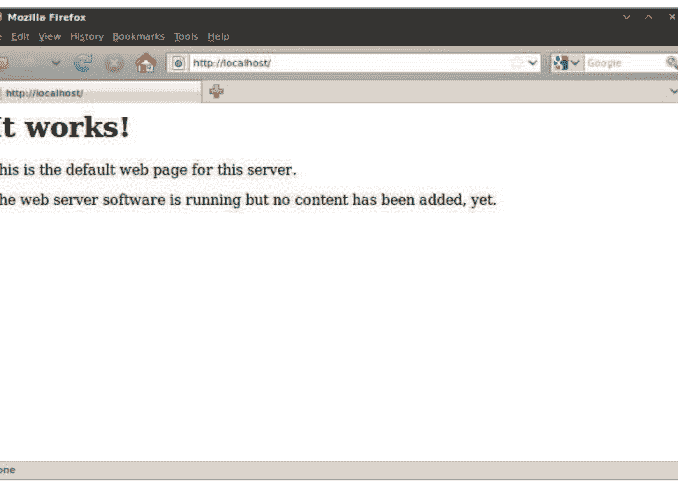 Mozilla Firefox
Edit View History Bookmarks Tools Help
http://localhost/ Google
http://localhost/
It works!
his is the default web page for this server.
he web server software is running but no content has been added, yet.
one